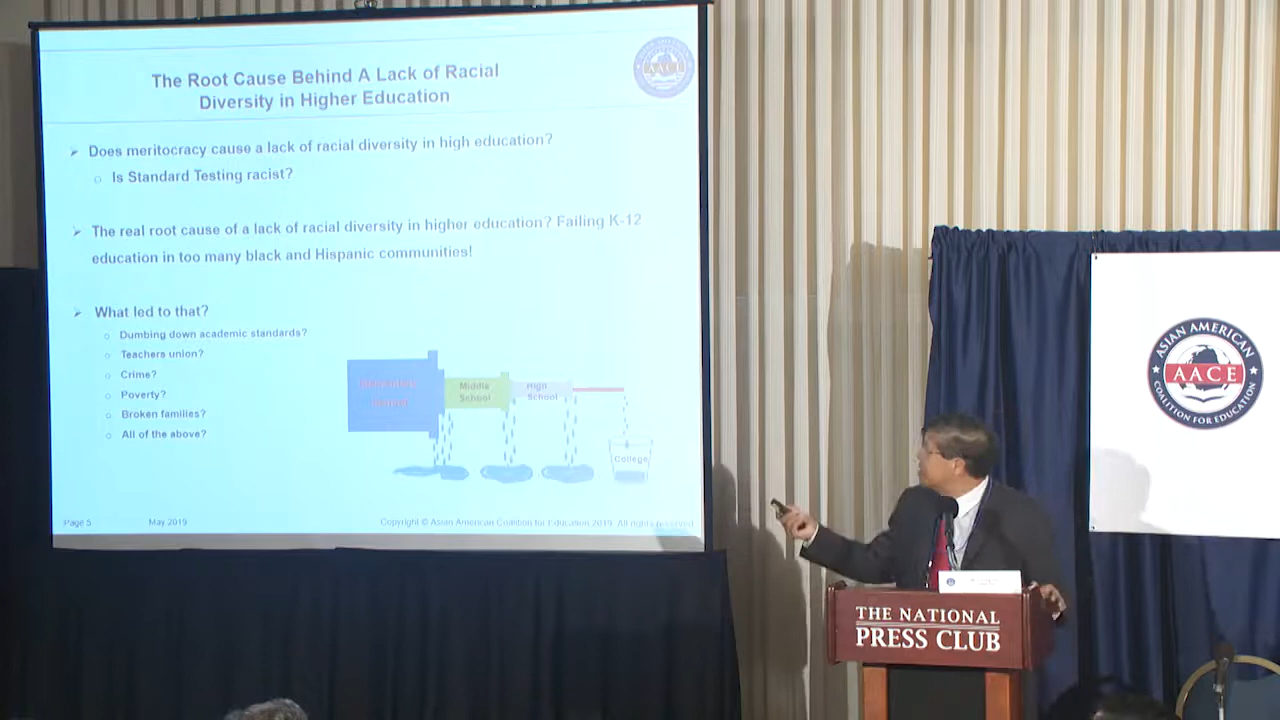 The Root Cause Behind A Lack of Racial
Diversity in Higher Education
AACE
Does meritocracy cause a lack of racial diversity in high education?
Is Standard Testing racist?
The real root cause of a lack of racial diversity in higher education? Failing K-12
education in too many black and Hispanic communities!
What led to that?
Dumbing down academic standards?
Teachers union?
Crime?
Poverty?
Broken families?
All of the above?
Middle
School
High
School
College
Page 5
May 2019
Copyright © Asian American Coalition for Education 2019. All rights reserved
ASIAN AMERICAN
AACE
COALITION FOR EDUCATION
THE NATIONAL
PRESS CLUB